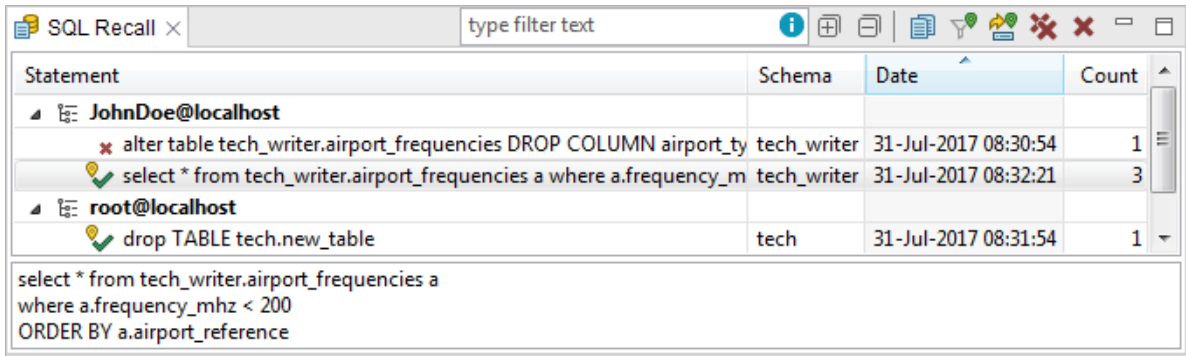 SQL Recall
type filter text
Statement Schema Date Count
JohnDoe@localhost
alter table tech_writer.airport_frequencies DROP COLUMN airport_ty tech_writer 31-Jul-2017 08:30:54 1
select * from tech_writer.airport_frequencies a where a.frequency_m tech_writer 31-Jul-2017 08:32:21 3
root@localhost
drop TABLE tech.new_table tech 31-Jul-2017 08:31:54 1
select * from tech_writer.airport_frequencies a
where a.frequency_mhz < 200
ORDER BY a.airport_reference